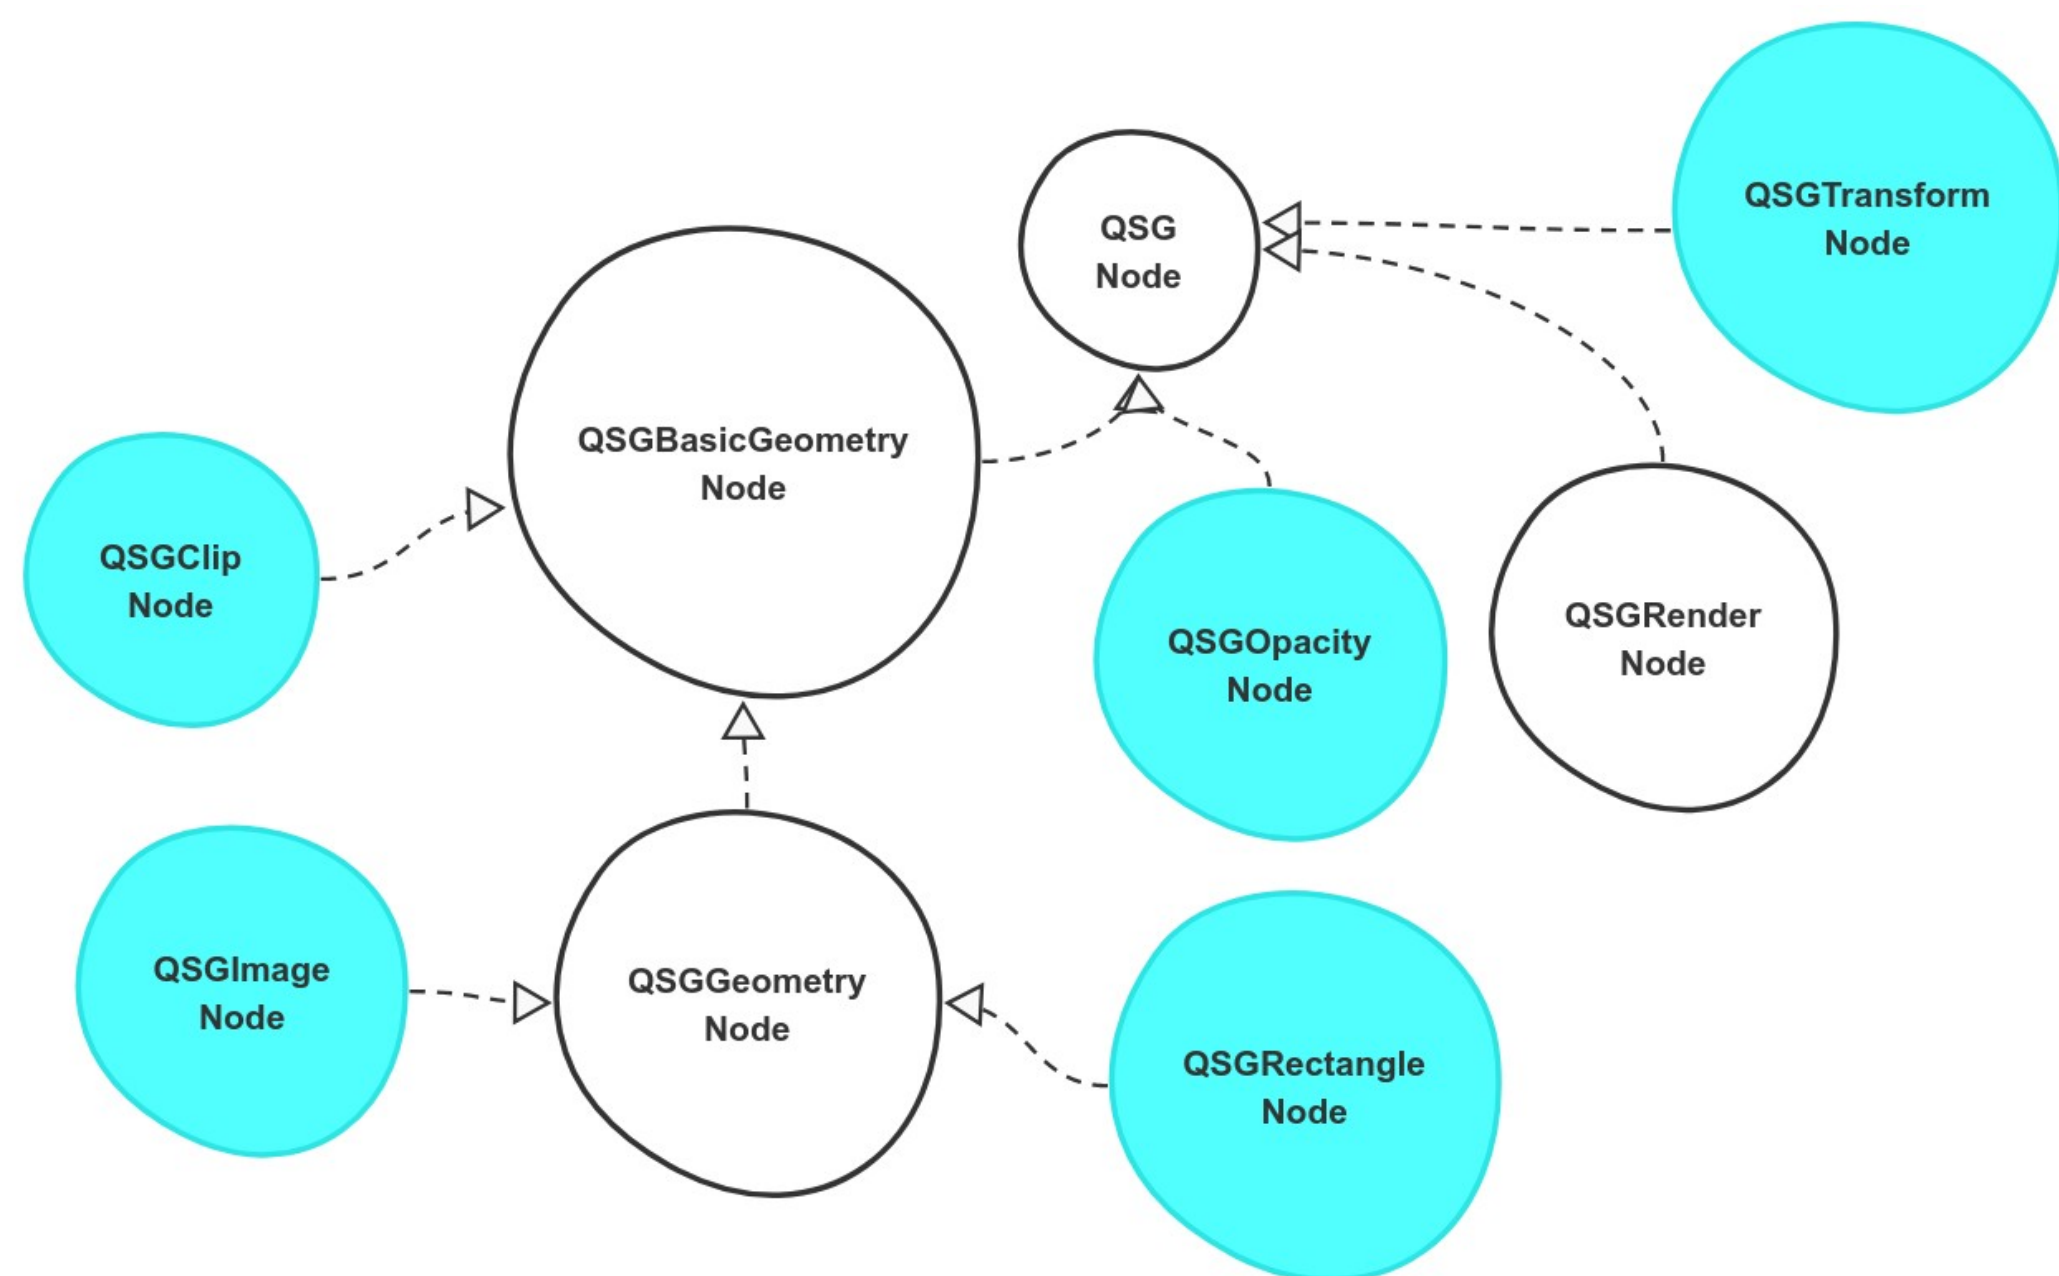 QSGTransform
Node
QSG
Node
QSGBasicGeometry
Node
QSGClip
Node
QSGOpacity
Node
QSGRender
Node
QSGImage
Node
QSGGeometry
Node
QSGRectangle
Node